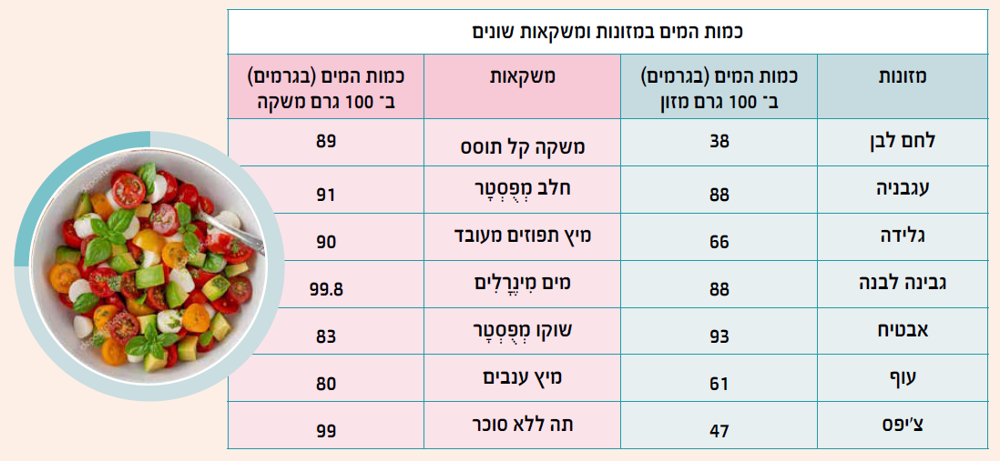 כמות המים במזונות ומשקאות שונים
מזונות
כמות המים (בגרמים)
ב־ 100 גרם מזון
משקאות
כמות המים (בגרמים)
ב־ 100 גרם משקה
לחם לבן 38 משקה קל תוסס 89
עגבניה 88 חלב מְפֻסְטָר 91
גלידה 66 מיץ תפוזים מעובד 90
גבינה לבנה 88 מים מִינֶרָלִים 99.8
אבטיח 93 שוקו מְפֻסְטָר 83
עוף 61 מיץ ענבים 80
צ'יפס 47 תה ללא סוכר 99